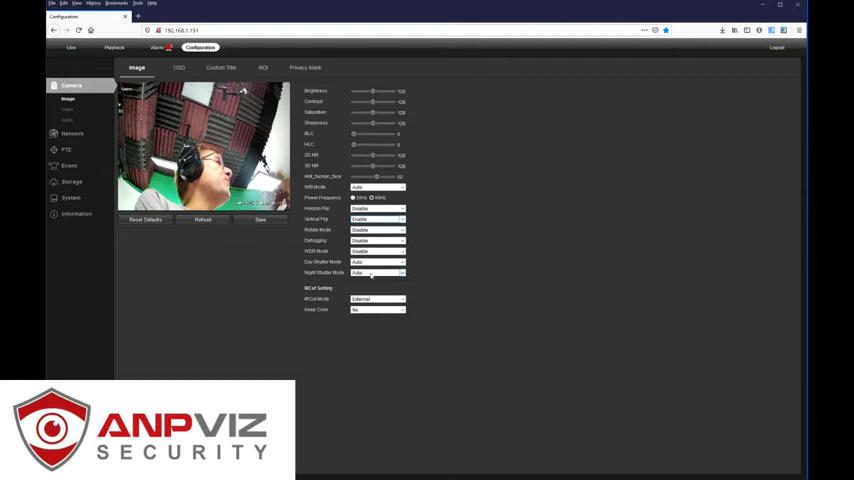 File Edit View History Bookmarks Tools Help
Configuration
192.168.1.151
Live Playback Alarm Configuration Logout
Camera
Image
Video
Audio
Network
PTZ
Event
Storage
System
Information
Image OSD Custom Title ROI Privacy Mask
Reset Defaults Refresh Save
Brightness 128
Contrast 128
Saturation 128
Sharpness 128
BLC 0
HLC 0
2D NR 128
3D NR 128
Anti_human_face 60
WB Mode Auto
Power Frequency 50Hz 60Hz
Horizon Flip Disable
Vertical Flip Enable
Rotate Mode Disable
Defogging Disable
WDR Mode Disable
Day Shutter Mode Auto
Night Shutter Mode Auto
IRCut Setting
IRCut Mode External
Keep Color No
ANPVIZ
SECURITY